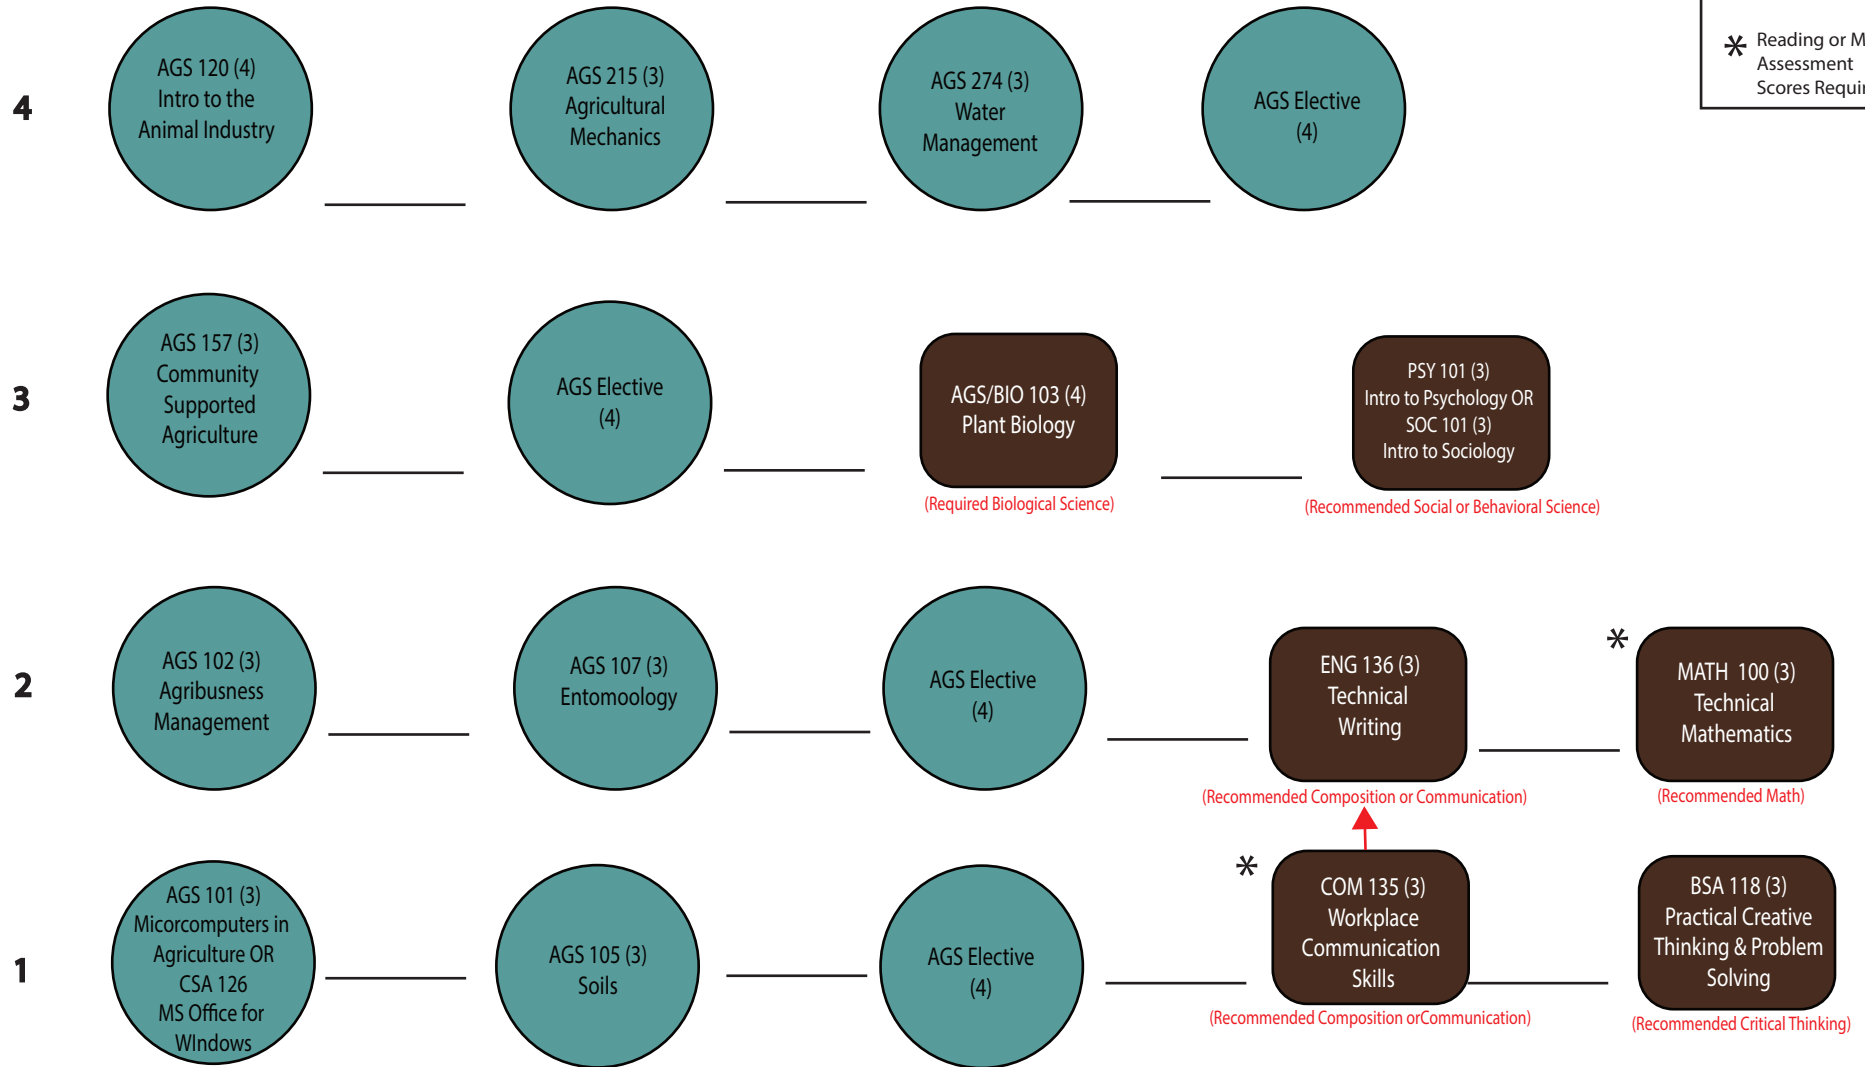 Reading or M
Assessment
Scores Requir
*
4
AGS 120 (4)
Intro to the
Animal Industry
AGS 215 (3)
Agricultural
Mechanics
AGS 274 (3)
Water
Management
AGS Elective
(4)
3
AGS 157 (3)
Community
Supported
Agriculture
AGS Elective
(4)
AGS/BIO 103 (4)
Plant Biology
(Required Biological Science)
PSY 101 (3)
Intro to Psychology OR
SOC 101 (3)
Intro to Sociology
(Recommended Social or Behavioral Science)
2
AGS 102 (3)
Agribusness
Management
AGS 107 (3)
Entomoology
AGS Elective
(4)
ENG 136 (3)
Technical
Writing
(Recommended Composition or Communication)
*
MATH 100 (3)
Technical
Mathematics
(Recommended Math)
1
AGS 101 (3)
Micorcomputers in
Agriculture OR
CSA 126
MS Office for
WIndows
AGS 105 (3)
Soils
AGS Elective
(4)
*
COM 135 (3)
Workplace
Communication
Skills
(Recommended Composition orCommunication)
BSA 118 (3)
Practical Creative
Thinking & Problem
Solving
(Recommended Critical Thinking)